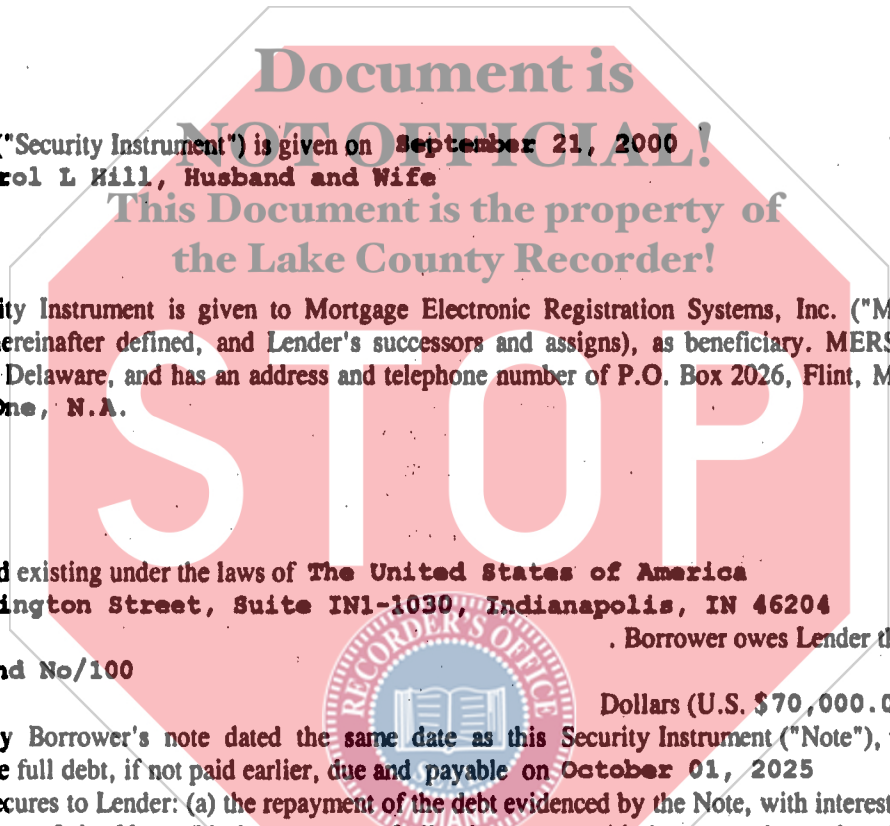 Document is
NOT OFFICIAL!
("Security Instrument") is given on September 21, 2000
rol L Hill, Husband and Wife
This Document is the property of
the Lake County Recorder!
ity Instrument is given to Mortgage Electronic Registration Systems, Inc. ("M
ereinafter defined, and Lender's successors and assigns), as beneficiary. MERS
Delaware, and has an address and telephone number of P.O. Box 2026, Flint, M
One, N.A.
STOP
d existing under the laws of The United States of America
ington Street, Suite IN1-1030, Indianapolis, IN 46204
. Borrower owes Lender th
nd No/100
RECORDER'S OFFICE
Dollars (U.S. $70,000.0
y Borrower's note dated the same date as this Security Instrument ("Note"),
e full debt, if not paid earlier, due and payable on October 01, 2025
cures to Lender: (a) the repayment of the debt evidenced by the Note, with interest
INDIANA